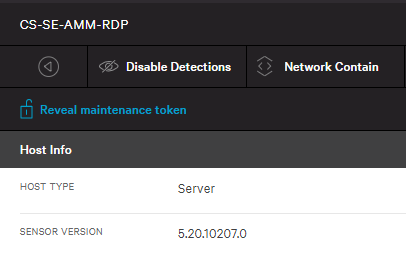 CS-SE-AMM-RDP
Disable Detections Network Contain
Reveal maintenance token
Host Info
HOST TYPE Server
SENSOR VERSION 5.20.10207.0